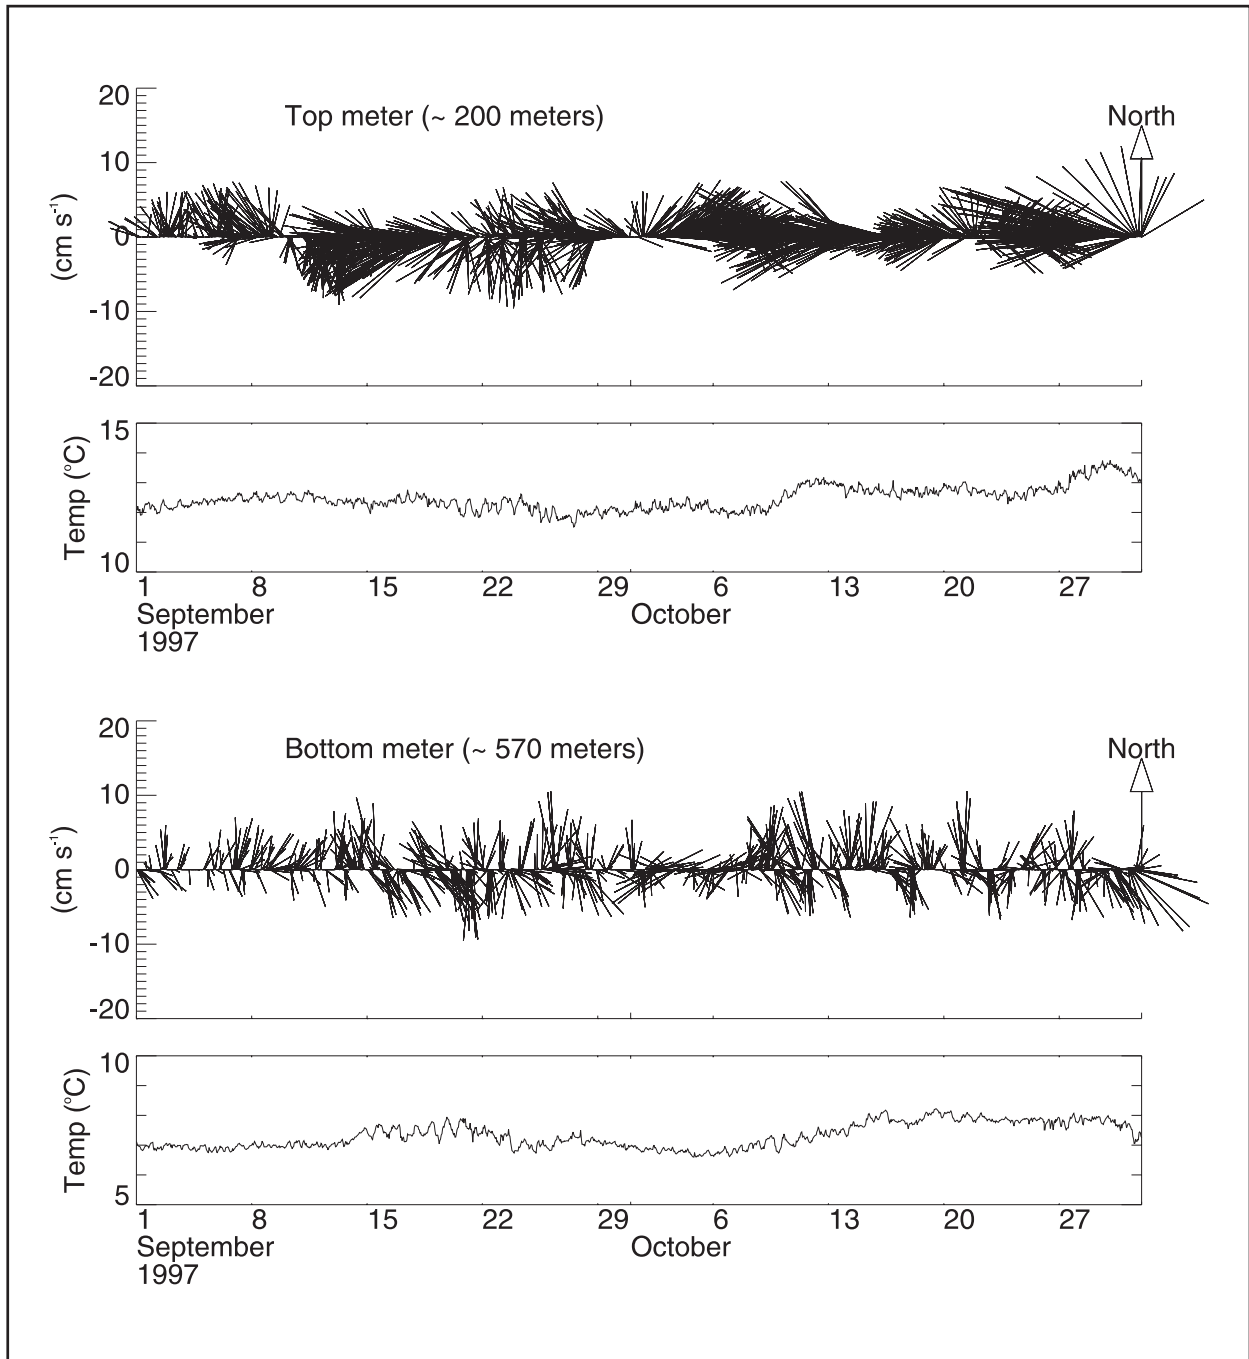 20
Top meter (~ 200 meters)
North
10
0
(cm s⁻¹)
-10
-20
15
Temp (°C)
10
1 8 15 22 29 6 13 20 27
September October
1997
20
Bottom meter (~ 570 meters)
North
10
0
(cm s⁻¹)
-10
-20
10
Temp (°C)
5
1 8 15 22 29 6 13 20 27
September October
1997